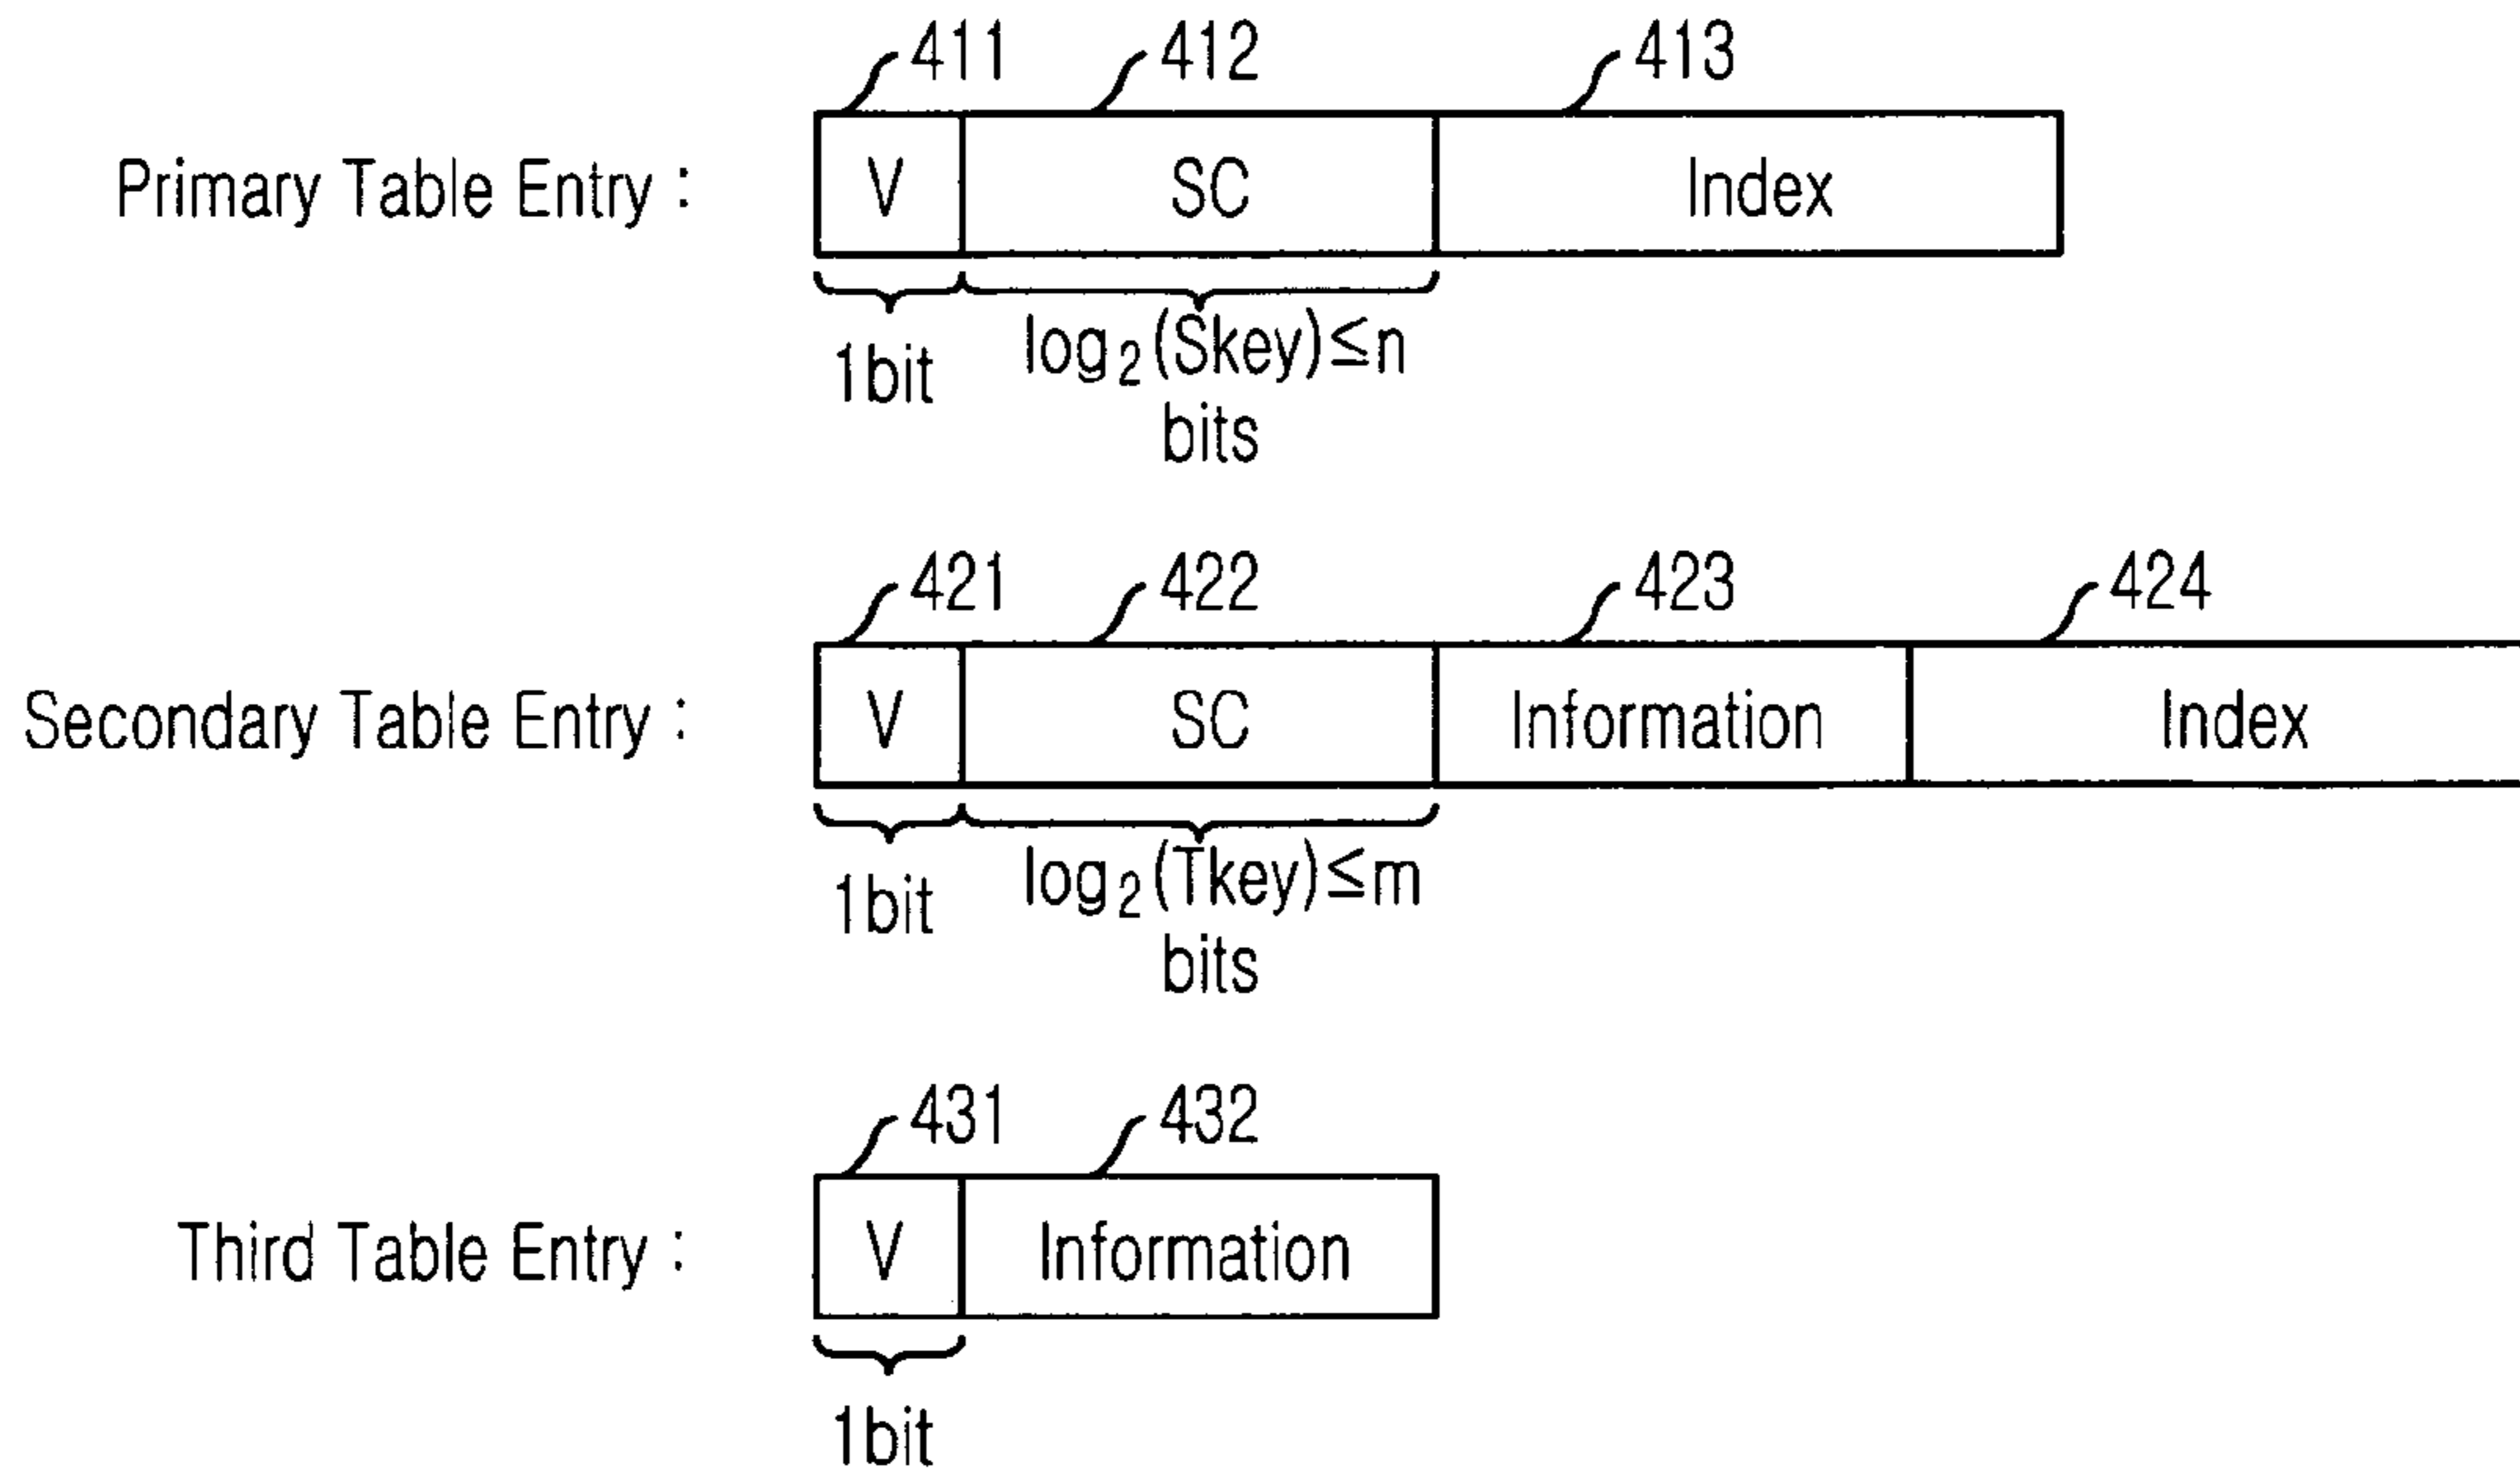 411 412 413
Primary Table Entry : V SC Index
1bit log₂(Skey)≤n
bits
421 422 423 424
Secondary Table Entry : V SC Information Index
1bit log₂(Tkey)≤m
bits
431 432
Third Table Entry : V Information
1bit